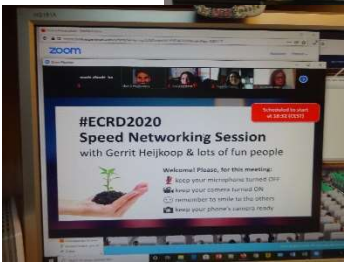 zoom
Scheduled to start
at 18:32 (CEST)
#ECRD2020
Speed Networking Session
with Gerrit Heijkoop & lots of fun people
Welcome! Please, for this meeting:
keep your microphone turned OFF
keep your camera turned ON
remember to smile to the others
keep your phone's camera ready